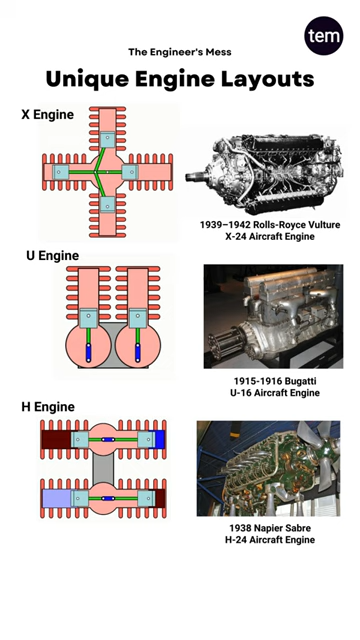 tem
The Engineer's Mess
Unique Engine Layouts
X Engine
1939–1942 Rolls-Royce Vulture
X-24 Aircraft Engine
U Engine
1915-1916 Bugatti
U-16 Aircraft Engine
H Engine
1938 Napier Sabre
H-24 Aircraft Engine